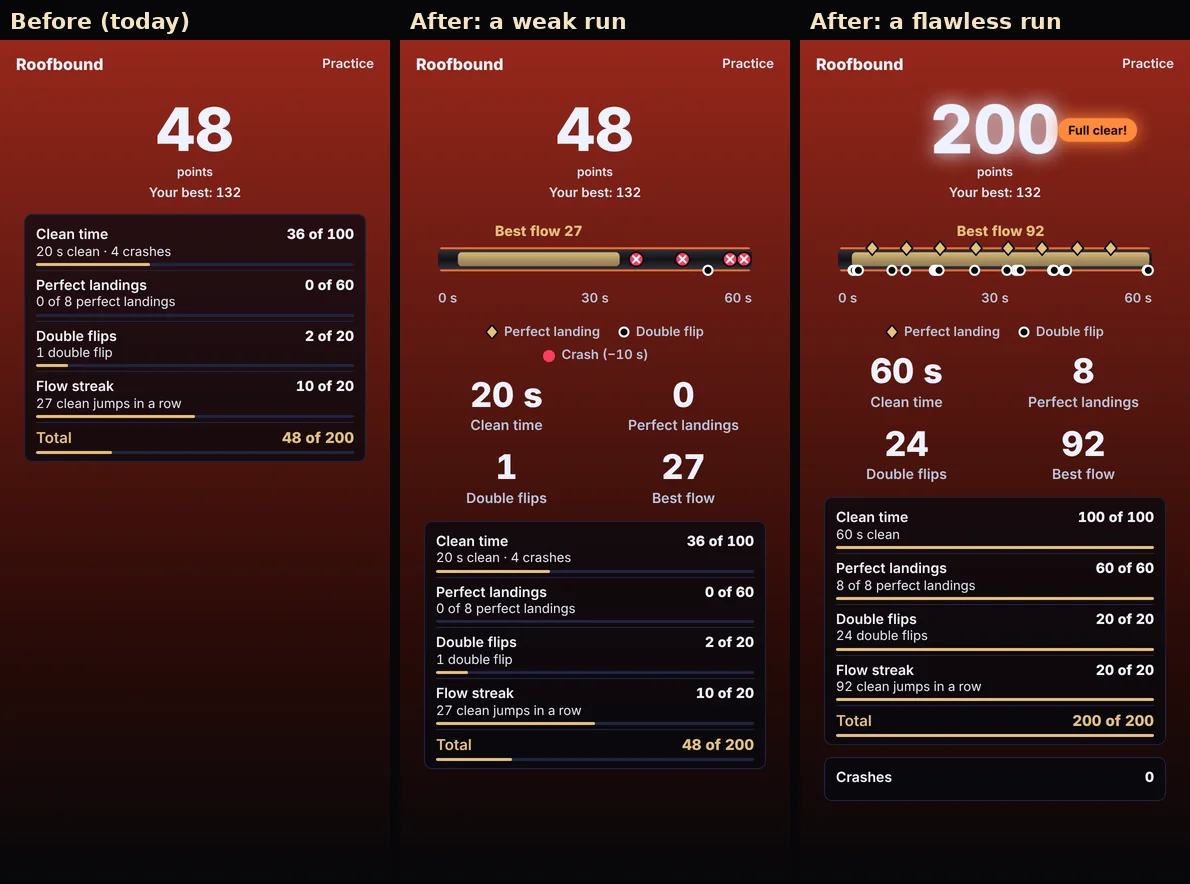 Before (today)
Roofbound Practice
48
points
Your best: 132
Clean time 36 of 100
20 s clean · 4 crashes
Perfect landings 0 of 60
0 of 8 perfect landings
Double flips 2 of 20
1 double flip
Flow streak 10 of 20
27 clean jumps in a row
Total 48 of 200
After: a weak run
Roofbound Practice
48
points
Your best: 132
Best flow 27
0 s 30 s 60 s
Perfect landing Double flip
Crash (−10 s)
20 s 0
Clean time Perfect landings
1 27
Double flips Best flow
Clean time 36 of 100
20 s clean · 4 crashes
Perfect landings 0 of 60
0 of 8 perfect landings
Double flips 2 of 20
1 double flip
Flow streak 10 of 20
27 clean jumps in a row
Total 48 of 200
After: a flawless run
Roofbound Practice
200 Full clear!
points
Your best: 132
Best flow 92
0 s 30 s 60 s
Perfect landing Double flip
60 s 8
Clean time Perfect landings
24 92
Double flips Best flow
Clean time 100 of 100
60 s clean
Perfect landings 60 of 60
8 of 8 perfect landings
Double flips 20 of 20
24 double flips
Flow streak 20 of 20
92 clean jumps in a row
Total 200 of 200
Crashes 0